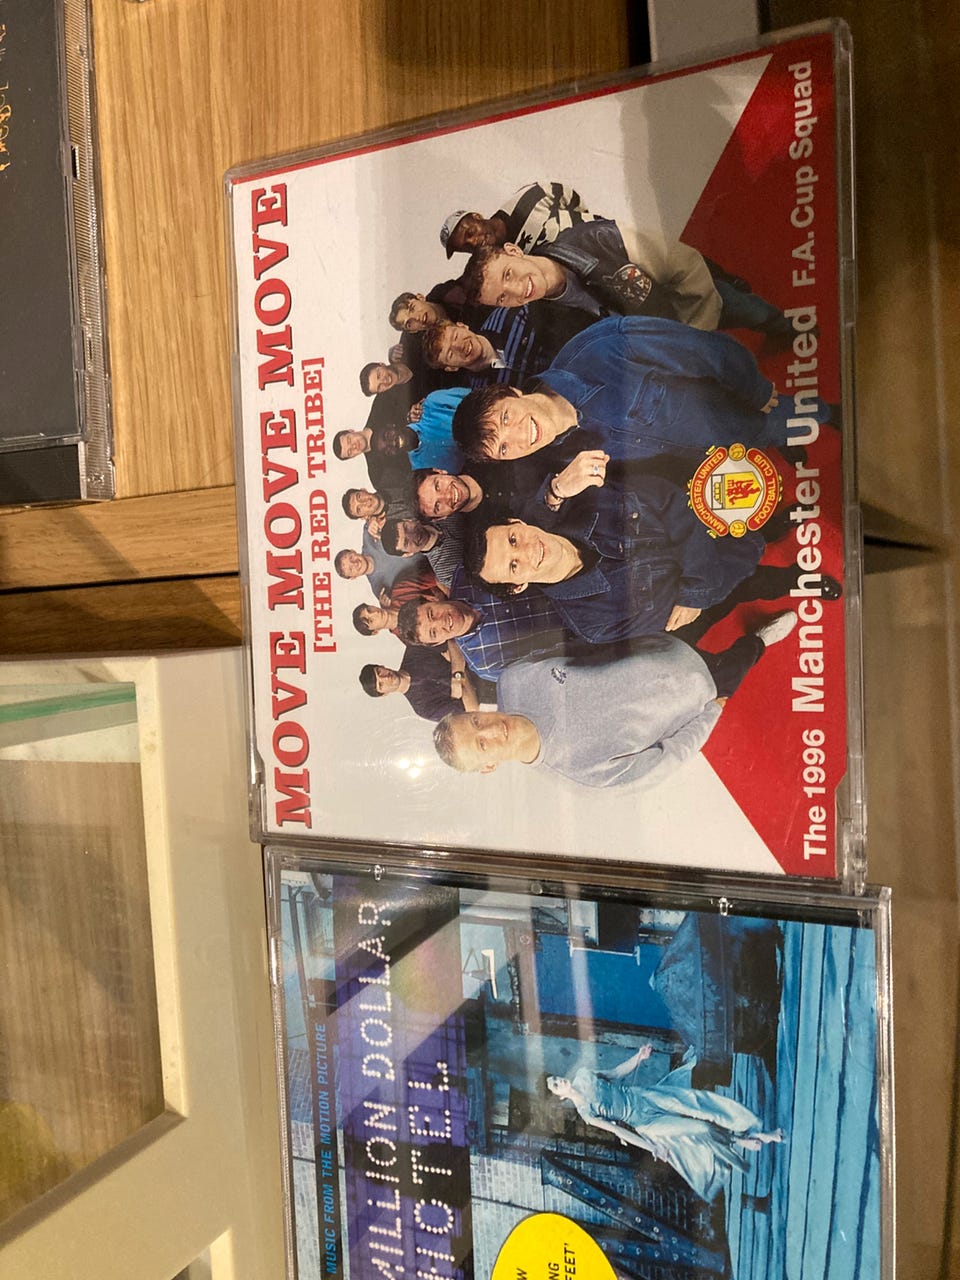 MOVE MOVE MOVE
[THE RED TRIBE]
MANCHESTER UNITED
FOOTBALL CLUB
The 1996 Manchester United F.A. Cup Squad
MUSIC FROM THE MOTION PICTURE
MILLION DOLLAR
HOTEL
FEET'